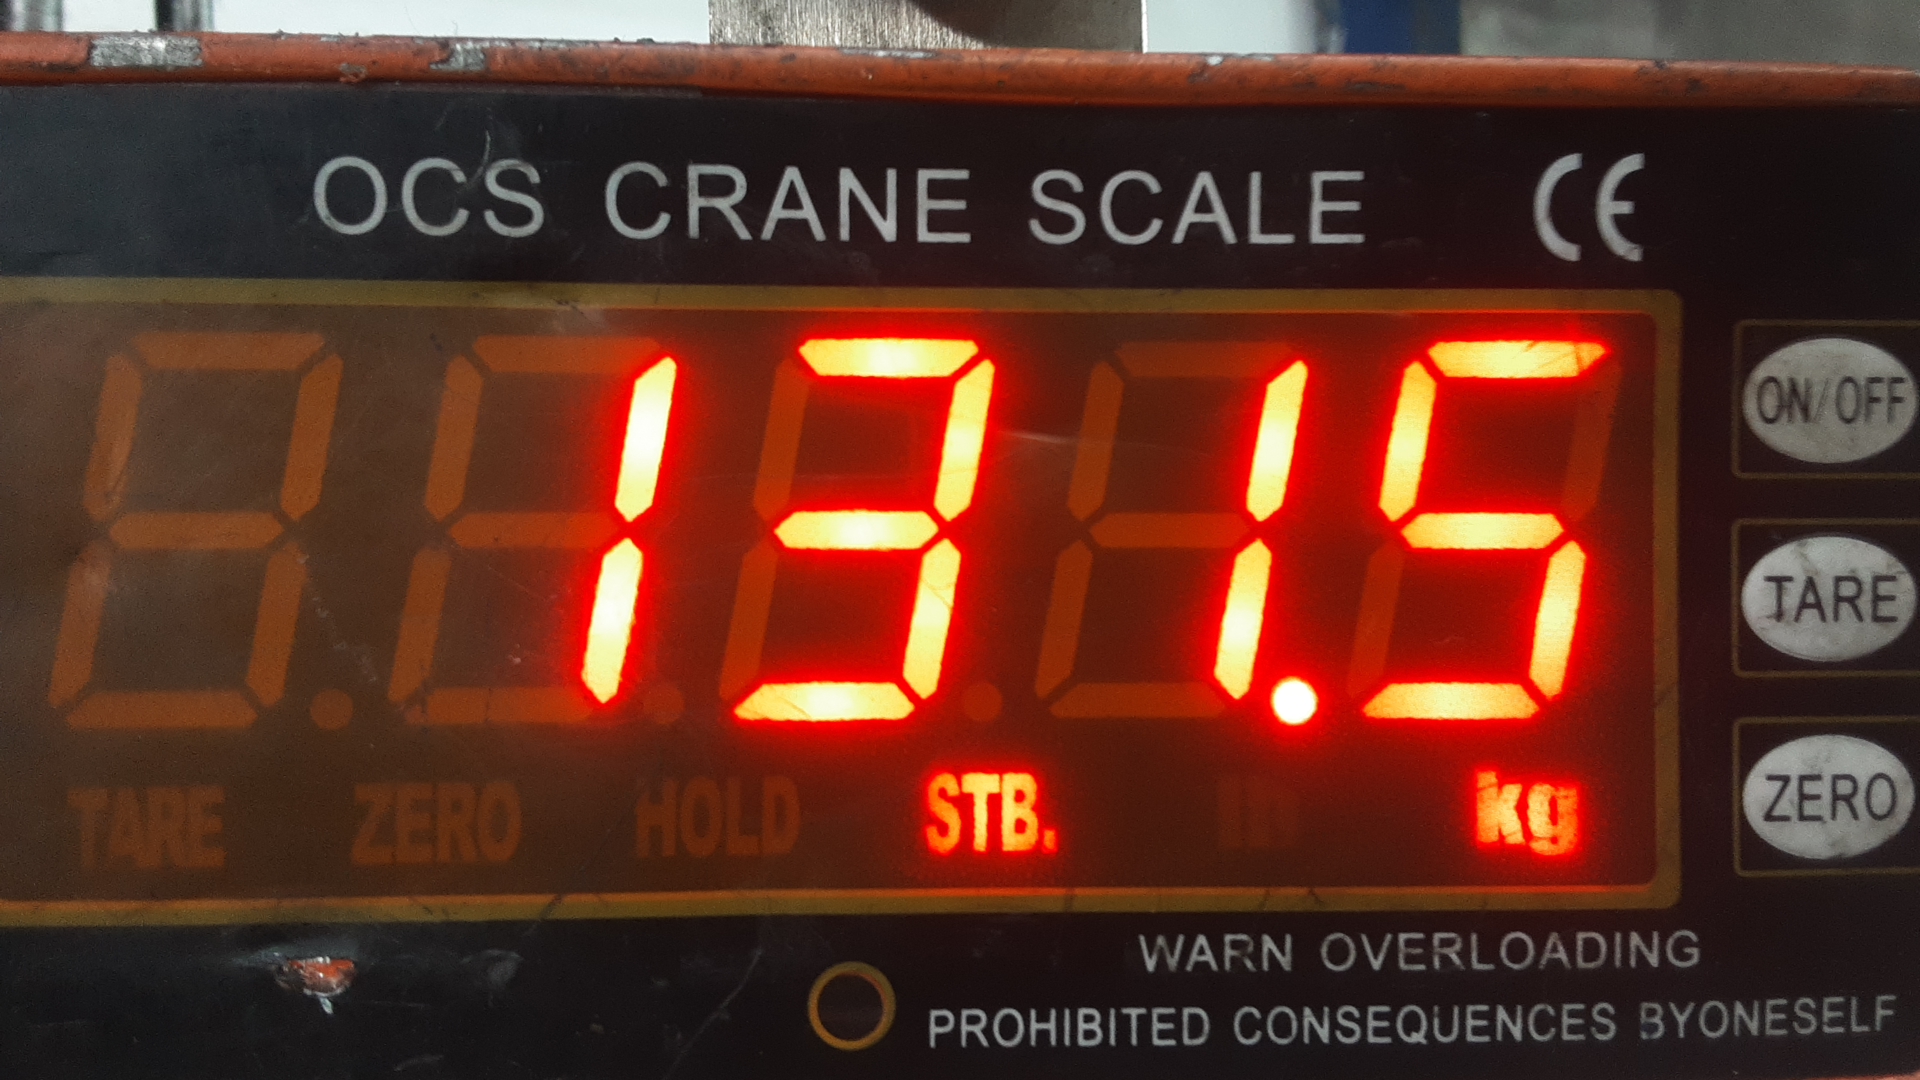 OCS CRANE SCALE CE
131.5
ON/OFF
TARE
ZERO
TARE ZERO HOLD STB. lb kg
WARN OVERLOADING
PROHIBITED CONSEQUENCES BYONESELF